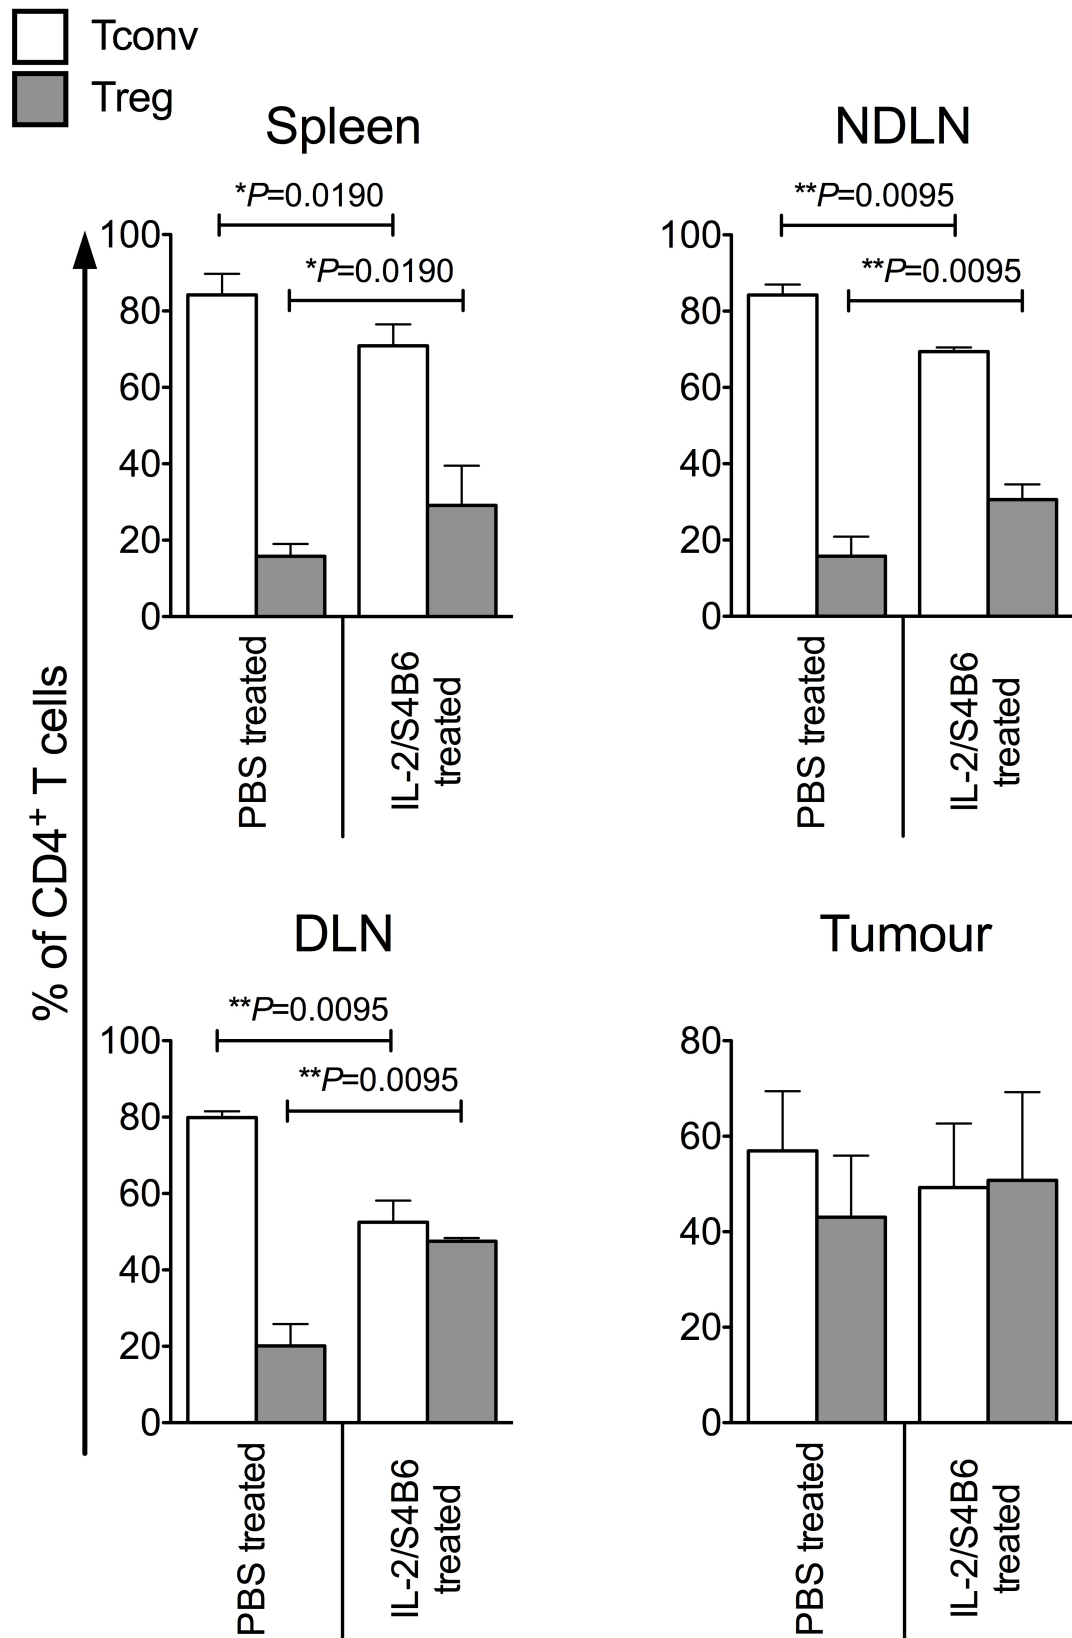 Tconv
Treg
% of CD4+ T cells
Spleen
*P=0.0190
*P=0.0190
100
80
60
40
20
0
PBS treated
IL-2/S4B6
treated
NDLN
**P=0.0095
**P=0.0095
100
80
60
40
20
0
PBS treated
IL-2/S4B6
treated
DLN
**P=0.0095
**P=0.0095
100
80
60
40
20
0
PBS treated
IL-2/S4B6
treated
Tumour
80
60
40
20
0
PBS treated
IL-2/S4B6
treated